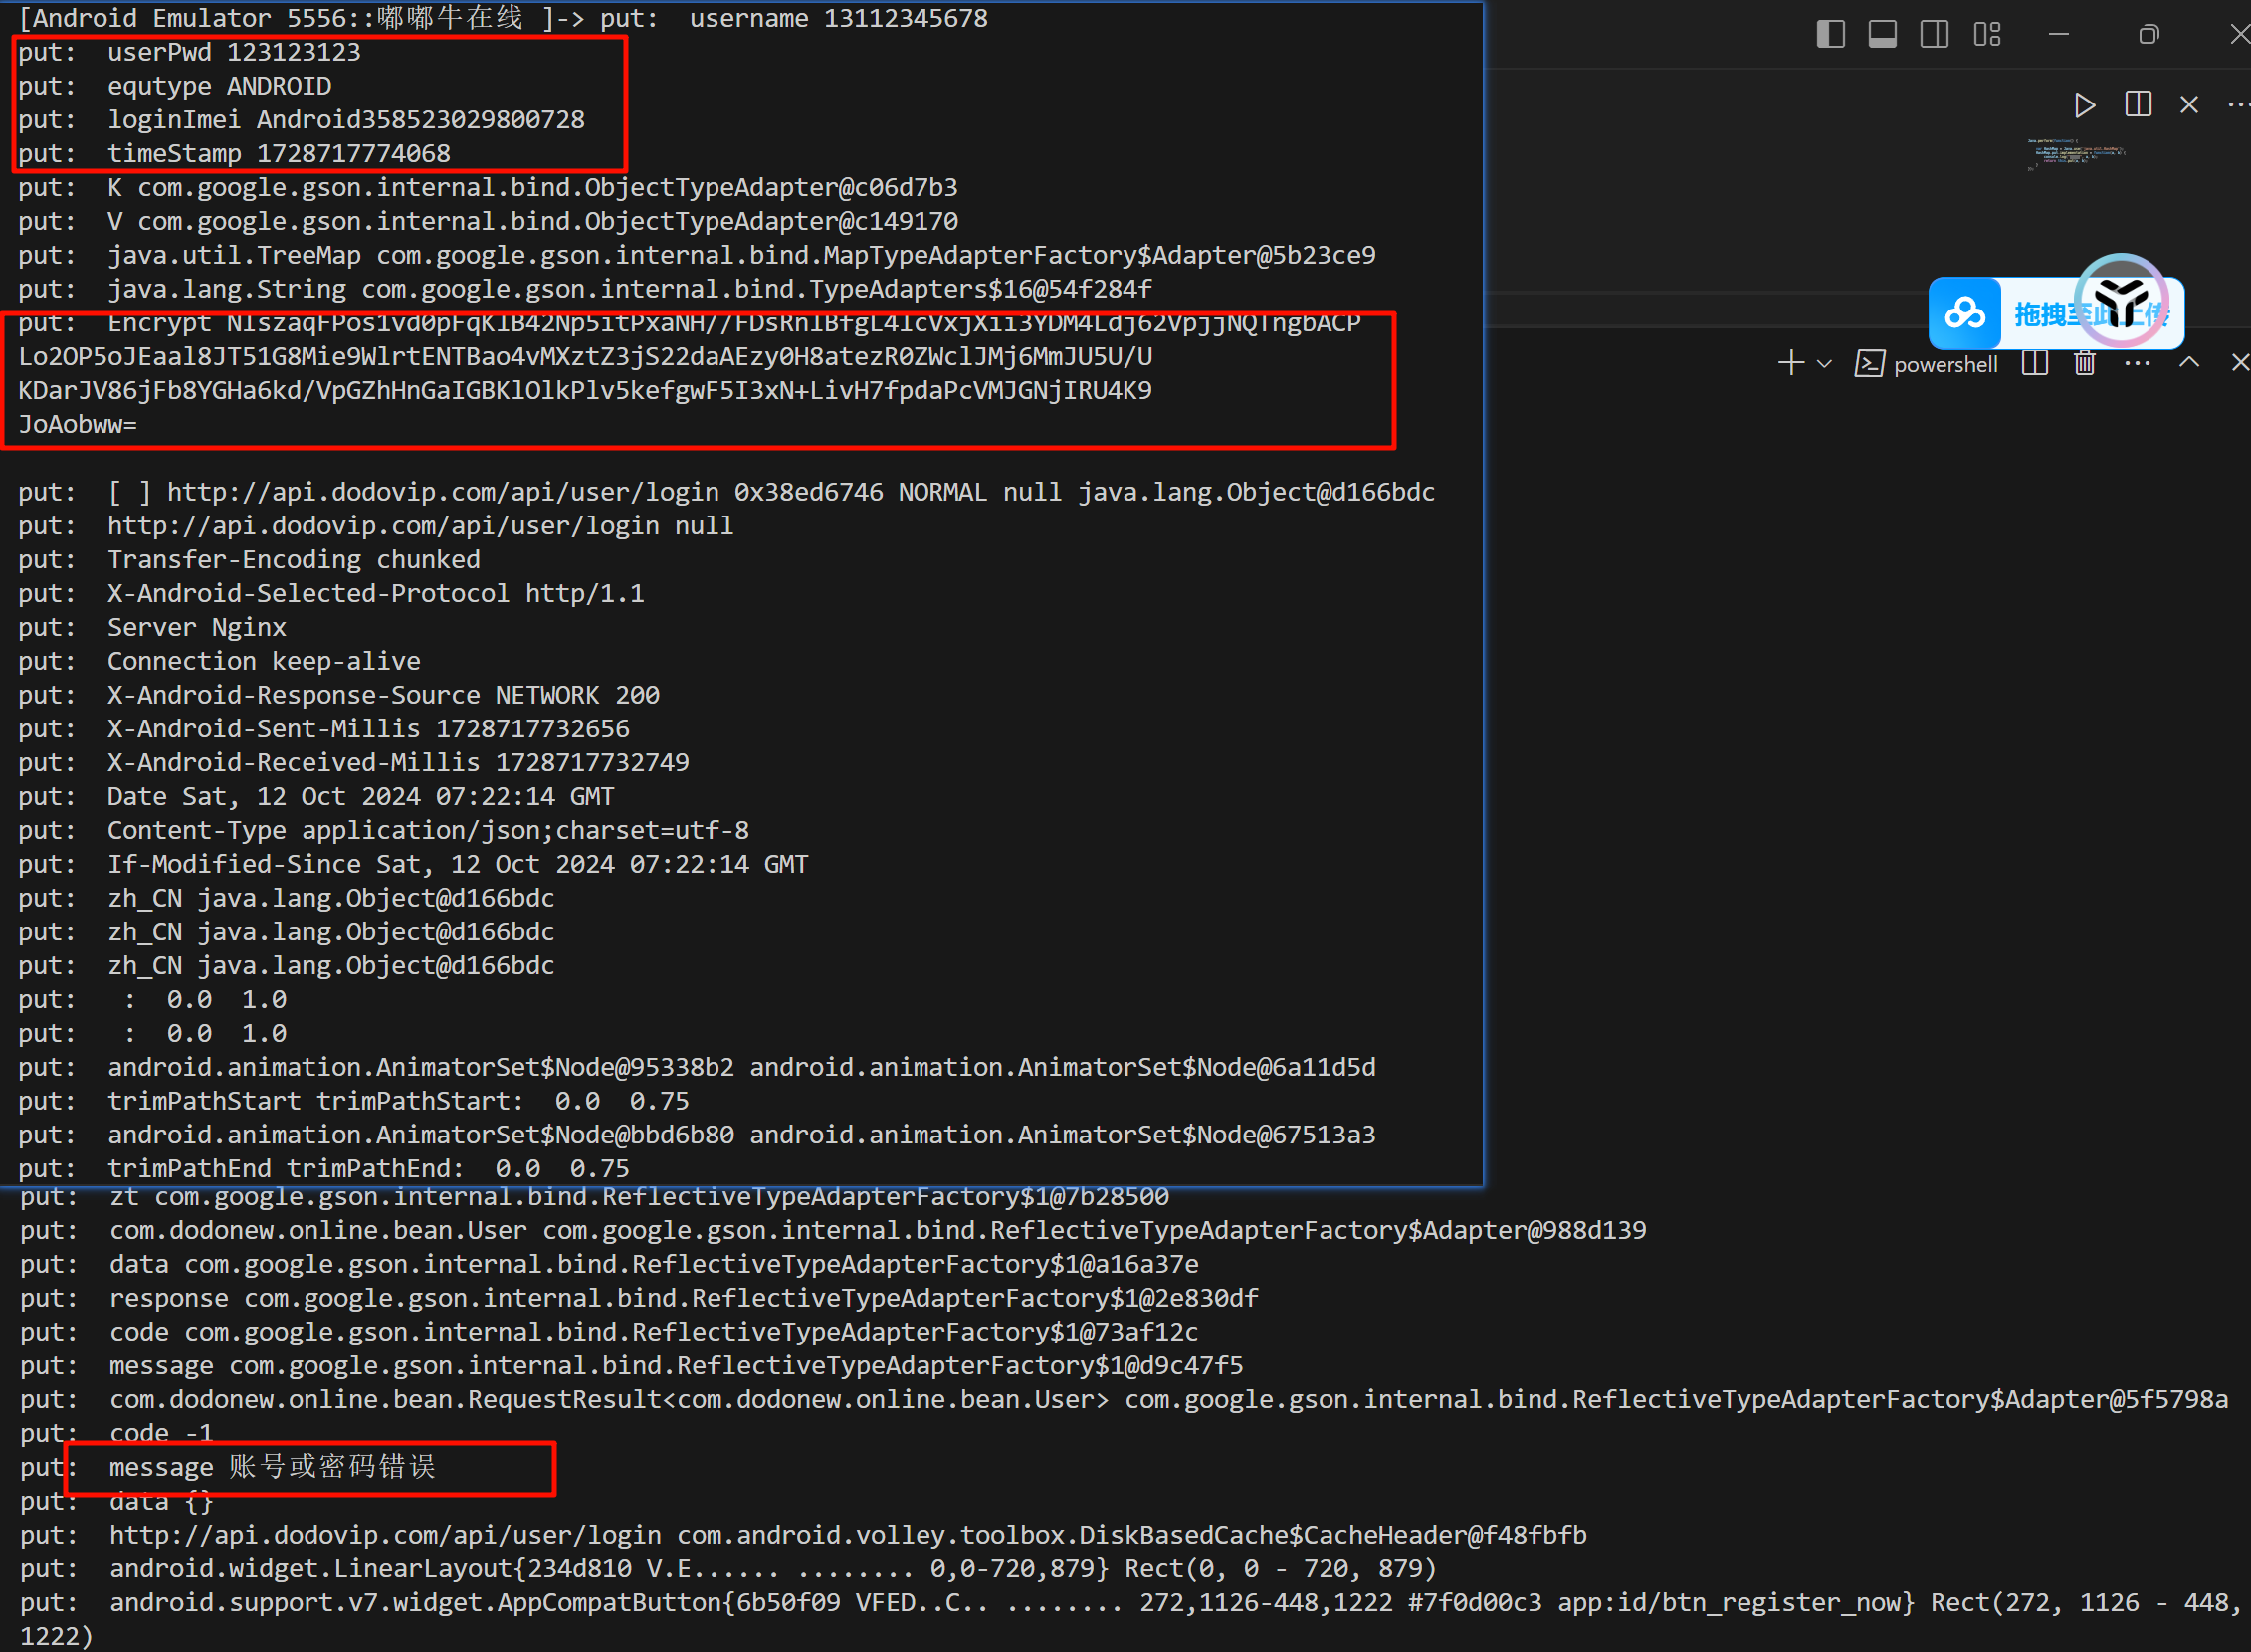 [Android Emulator 5556::嘟嘟牛在线 ]-> put:  username 13112345678
put:  userPwd 123123123
put:  equtype ANDROID
put:  loginImei Android358523029800728
put:  timeStamp 1728717774068
put:  K com.google.gson.internal.bind.ObjectTypeAdapter@c06d7b3
put:  V com.google.gson.internal.bind.ObjectTypeAdapter@c149170
put:  java.util.TreeMap com.google.gson.internal.bind.MapTypeAdapterFactory$Adapter@5b23ce9
put:  java.lang.String com.google.gson.internal.bind.TypeAdapters$16@54f284f
put:  Encrypt NIszaqFPos1vd0pFqKlB42Np5itPxaNH//FDsRnlBfgL4lcVxjXii3YDM4Ldj62VpjjNQTngbACP
Lo2OP5oJEaal8JT51G8Mie9WlrtENTBao4vMXztZ3jS22daAEzy0H8atezR0ZWclJMj6MmJU5U/U
KDarJV86jFb8YGHa6kd/VpGZhHnGaIGBKlOlkPlv5kefgwF5I3xN+LivH7fpdaPcVMJGNjIRU4K9
JoAobww=
put:  [ ] http://api.dodovip.com/api/user/login 0x38ed6746 NORMAL null java.lang.Object@d166bdc
put:  http://api.dodovip.com/api/user/login null
put:  Transfer-Encoding chunked
put:  X-Android-Selected-Protocol http/1.1
put:  Server Nginx
put:  Connection keep-alive
put:  X-Android-Response-Source NETWORK 200
put:  X-Android-Sent-Millis 1728717732656
put:  X-Android-Received-Millis 1728717732749
put:  Date Sat, 12 Oct 2024 07:22:14 GMT
put:  Content-Type application/json;charset=utf-8
put:  If-Modified-Since Sat, 12 Oct 2024 07:22:14 GMT
put:  zh_CN java.lang.Object@d166bdc
put:  zh_CN java.lang.Object@d166bdc
put:  zh_CN java.lang.Object@d166bdc
put:   :  0.0  1.0
put:   :  0.0  1.0
put:  android.animation.AnimatorSet$Node@95338b2 android.animation.AnimatorSet$Node@6a11d5d
put:  trimPathStart trimPathStart:  0.0  0.75
put:  android.animation.AnimatorSet$Node@bbd6b80 android.animation.AnimatorSet$Node@67513a3
put:  trimPathEnd trimPathEnd:  0.0  0.75
put:  zt com.google.gson.internal.bind.ReflectiveTypeAdapterFactory$1@7b28500
put:  com.dodonew.online.bean.User com.google.gson.internal.bind.ReflectiveTypeAdapterFactory$Adapter@988d139
put:  data com.google.gson.internal.bind.ReflectiveTypeAdapterFactory$1@a16a37e
put:  response com.google.gson.internal.bind.ReflectiveTypeAdapterFactory$1@2e830df
put:  code com.google.gson.internal.bind.ReflectiveTypeAdapterFactory$1@73af12c
put:  message com.google.gson.internal.bind.ReflectiveTypeAdapterFactory$1@d9c47f5
put:  com.dodonew.online.bean.RequestResult<com.dodonew.online.bean.User> com.google.gson.internal.bind.ReflectiveTypeAdapterFactory$Adapter@5f5798a
put:  code -1
put:  message 账号或密码错误
put:  data {}
put:  http://api.dodovip.com/api/user/login com.android.volley.toolbox.DiskBasedCache$CacheHeader@f48fbfb
put:  android.widget.LinearLayout{234d810 V.E...... ........ 0,0-720,879} Rect(0, 0 - 720, 879)
put:  android.support.v7.widget.AppCompatButton{6b50f09 VFED..C.. ........ 272,1126-448,1222 #7f0d00c3 app:id/btn_register_now} Rect(272, 1126 - 448,
1222)
拖拽至此上传
powershell